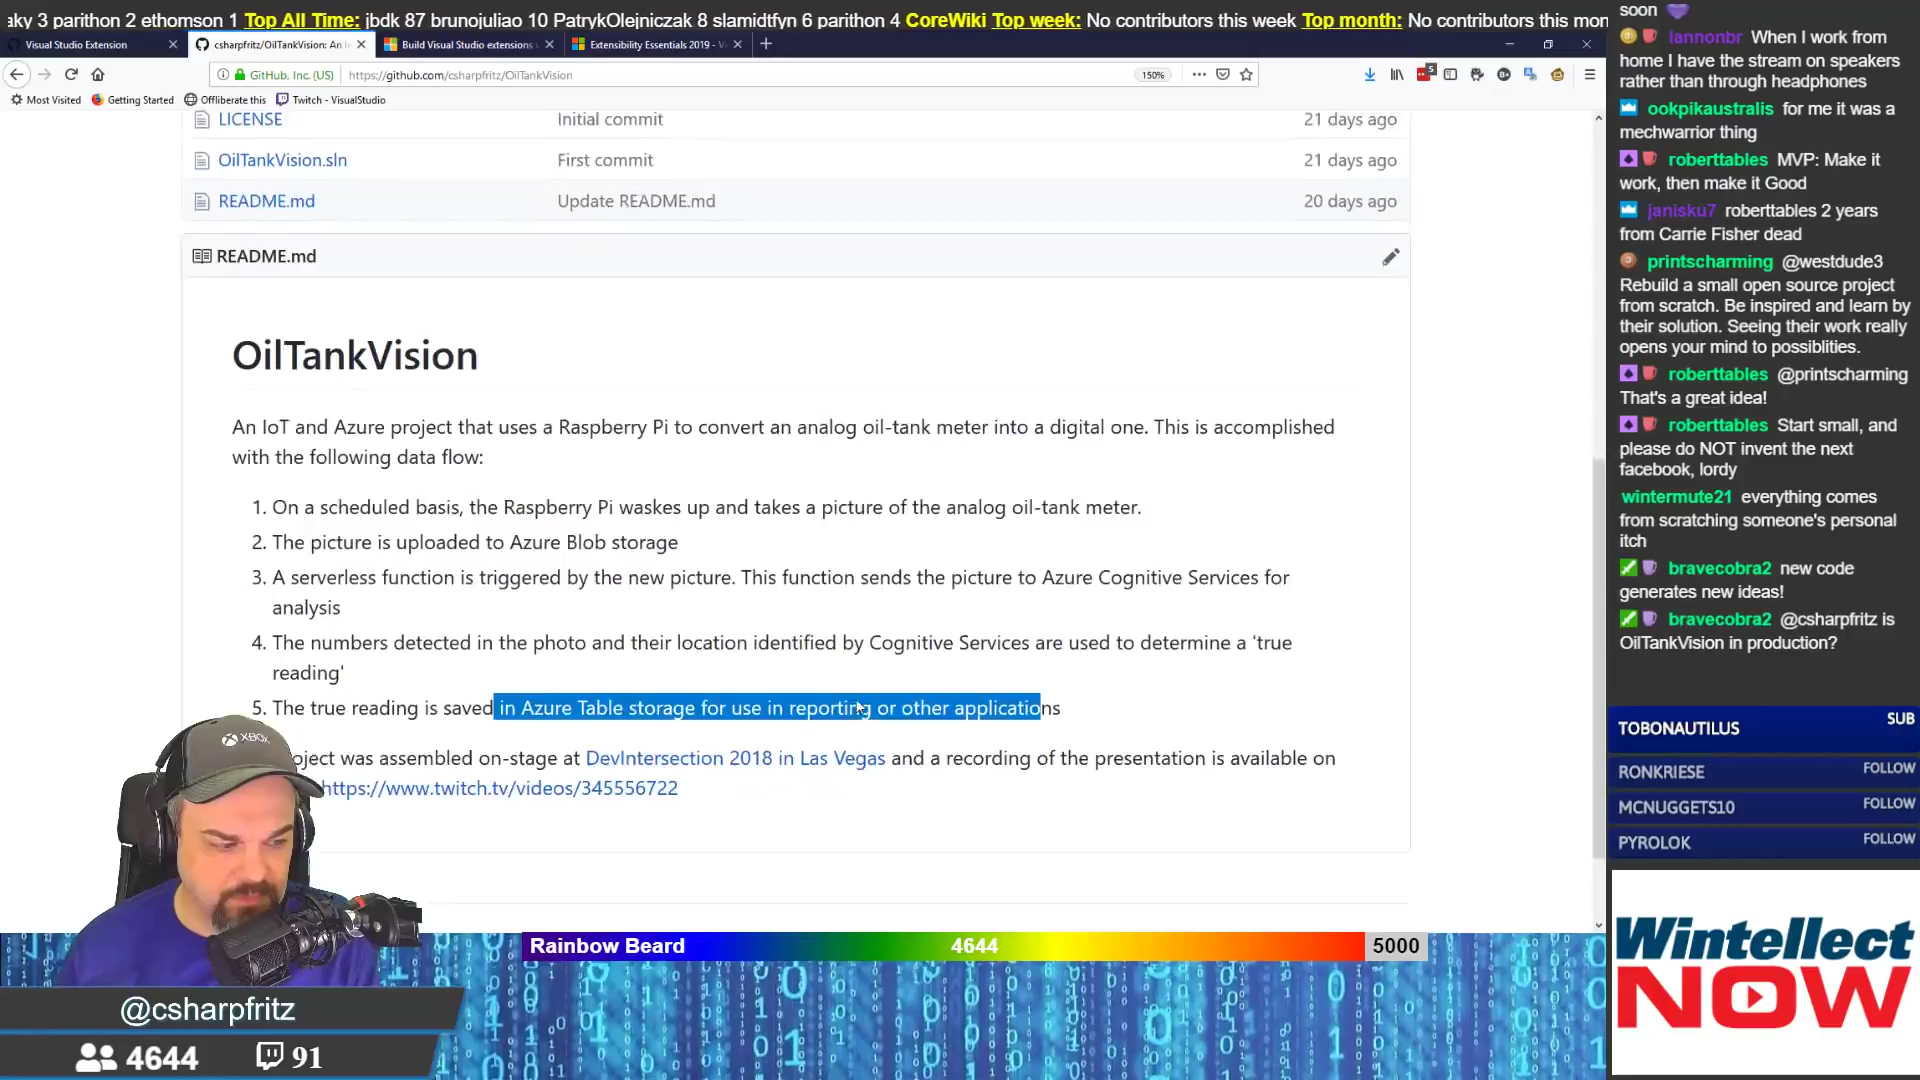 aky 3 parithon 2 ethomson 1 Top All Time: jbdk 87 brunojuliao 10 PatrykOlejniczak 8 slamidtfyn 6 parithon 4 CoreWiki Top week: No contributors this week Top month: No contributors this mon
Visual Studio Extension
csharpfritz/OilTankVision: An I
Build Visual Studio extensions
Extensibility Essentials 2019 - Vi
GitHub, Inc. (US)
https://github.com/csharpfritz/OilTankVision
150%
5
Most Visited
Getting Started
Offliberate this
Twitch - VisualStudio
LICENSE Initial commit 21 days ago
OilTankVision.sln First commit 21 days ago
README.md Update README.md 20 days ago
README.md
OilTankVision
An IoT and Azure project that uses a Raspberry Pi to convert an analog oil-tank meter into a digital one. This is accomplished
with the following data flow:
1. On a scheduled basis, the Raspberry Pi waskes up and takes a picture of the analog oil-tank meter.
2. The picture is uploaded to Azure Blob storage
3. A serverless function is triggered by the new picture. This function sends the picture to Azure Cognitive Services for
analysis
4. The numbers detected in the photo and their location identified by Cognitive Services are used to determine a 'true
reading'
5. The true reading is saved in Azure Table storage for use in reporting or other applications
oject was assembled on-stage at DevIntersection 2018 in Las Vegas and a recording of the presentation is available on
https://www.twitch.tv/videos/345556722
XBOX
Rainbow Beard 4644 5000
@csharpfritz
4644 91
soon
lannonbr When I work from
home I have the stream on speakers
rather than through headphones
ookpikaustralis for me it was a
mechwarrior thing
roberttables MVP: Make it
work, then make it Good
janisku7 roberttables 2 years
from Carrie Fisher dead
printscharming @westdude3
Rebuild a small open source project
from scratch. Be inspired and learn by
their solution. Seeing their work really
opens your mind to possiblities.
roberttables @printscharming
That's a great idea!
roberttables Start small, and
please do NOT invent the next
facebook, lordy
wintermute21 everything comes
from scratching someone's personal
itch
bravecobra2 new code
generates new ideas!
bravecobra2 @csharpfritz is
OilTankVision in production?
TOBONAUTILUS SUB
RONKRIESE FOLLOW
MCNUGGETS10 FOLLOW
PYROLOK FOLLOW
Wintellect
NOW